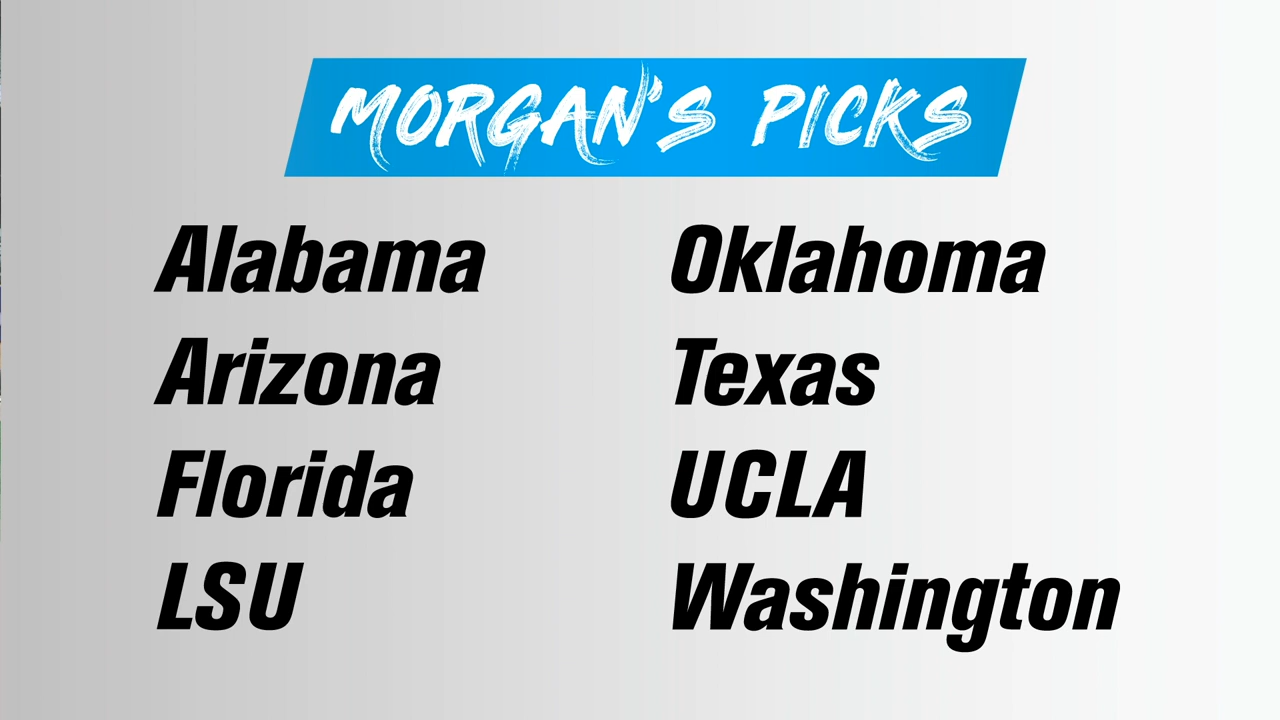 MORGAN'S PICKS
Alabama
Arizona
Florida
LSU
Oklahoma
Texas
UCLA
Washington